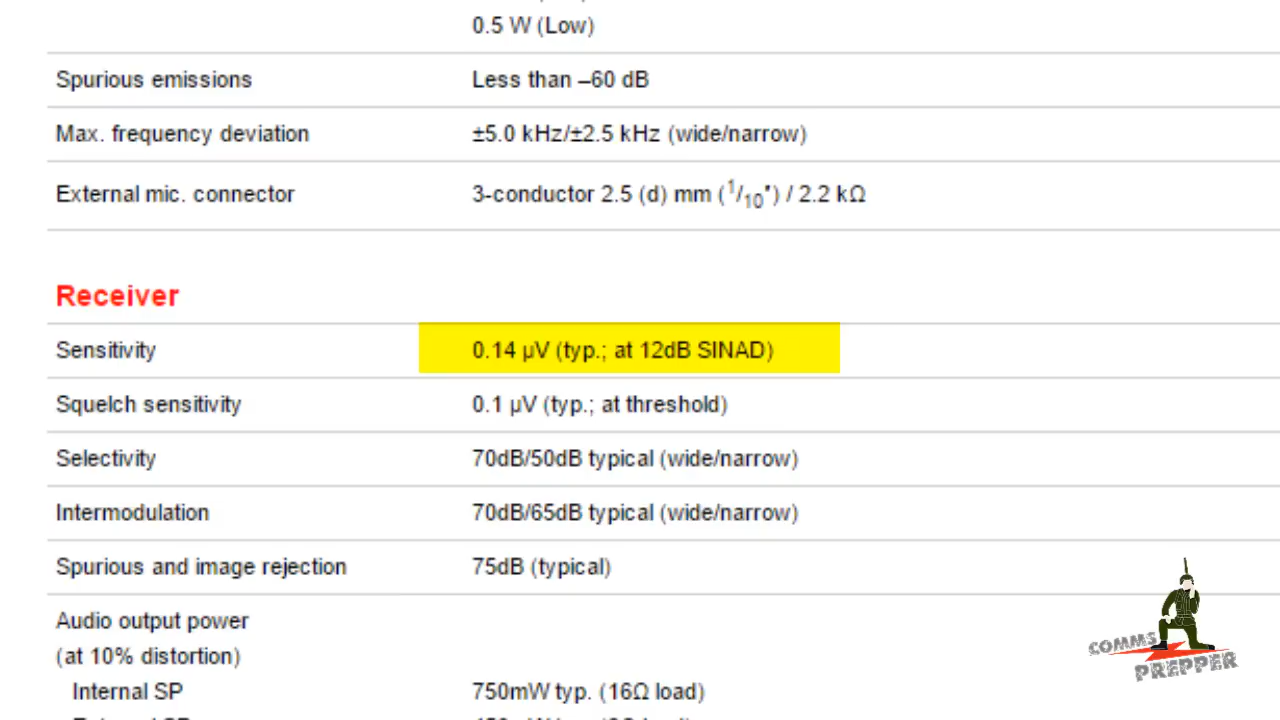 0.5 W (Low)
Spurious emissions Less than –60 dB
Max. frequency deviation ±5.0 kHz/±2.5 kHz (wide/narrow)
External mic. connector 3-conductor 2.5 (d) mm (1/10") / 2.2 kΩ
Receiver
Sensitivity 0.14 µV (typ.; at 12dB SINAD)
Squelch sensitivity 0.1 µV (typ.; at threshold)
Selectivity 70dB/50dB typical (wide/narrow)
Intermodulation 70dB/65dB typical (wide/narrow)
Spurious and image rejection 75dB (typical)
Audio output power
(at 10% distortion)
Internal SP 750mW typ. (16Ω load)
COMMS
PREPPER